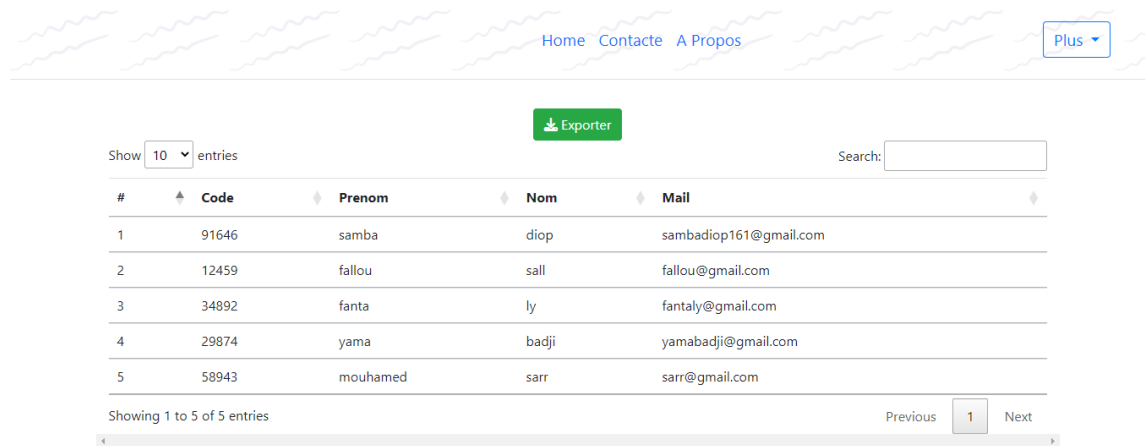 Home Contacte A Propos Plus
Exporter
Show 10 entries Search:
# Code Prenom Nom Mail
1 91646 samba diop sambadiop161@gmail.com
2 12459 fallou sall fallou@gmail.com
3 34892 fanta ly fantaly@gmail.com
4 29874 yama badji yamabadji@gmail.com
5 58943 mouhamed sarr sarr@gmail.com
Showing 1 to 5 of 5 entries Previous 1 Next